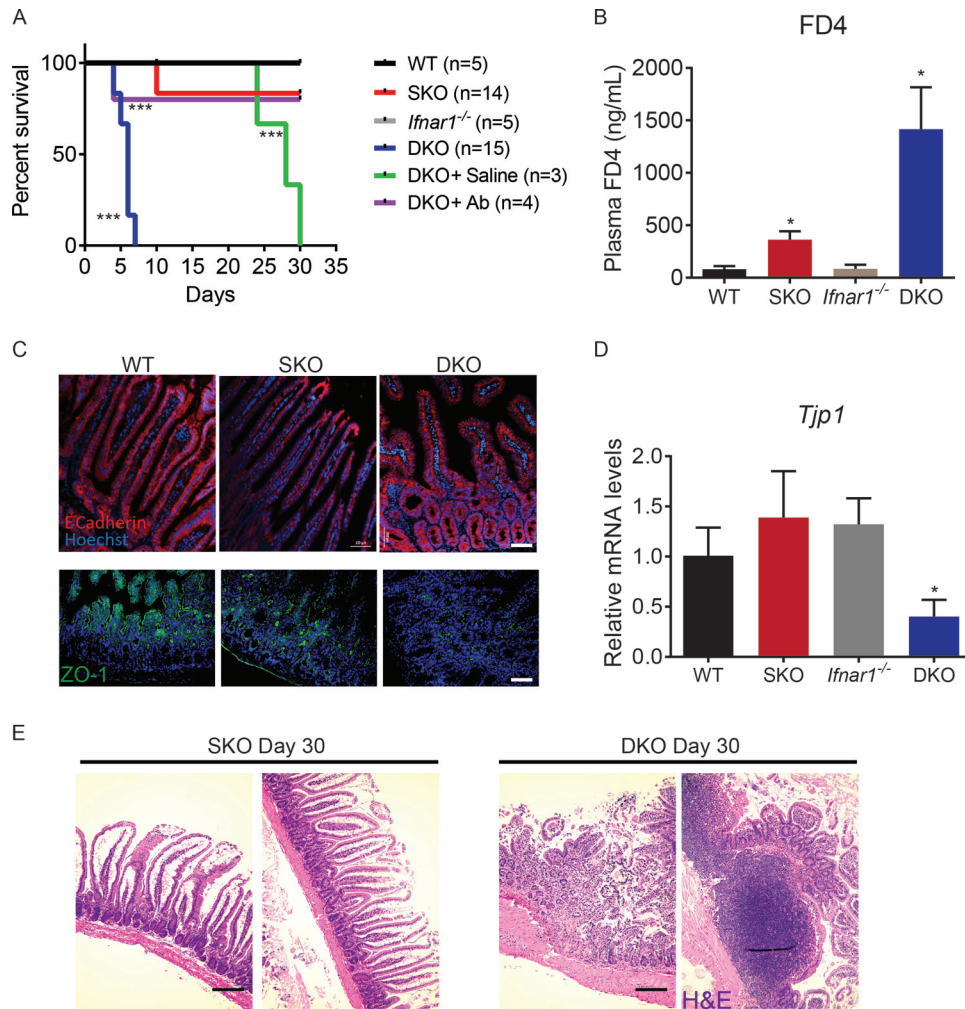 A
Percent survival
100
50
0
0 5 10 15 20 25 30 35
Days
***
***
***
WT (n=5)
SKO (n=14)
Ifnar1-/- (n=5)
DKO (n=15)
DKO+ Saline (n=3)
DKO+ Ab (n=4)
B
FD4
Plasma FD4 (ng/mL)
2000
1500
1000
500
0
*
*
WT SKO Ifnar1-/- DKO
C
WT SKO DKO
ECadherin
Hoechst
ZO-1
D
Tjp1
Relative mRNA levels
2.0
1.5
1.0
0.5
0.0
*
WT SKO Ifnar1-/- DKO
E
SKO Day 30
DKO Day 30
H&E